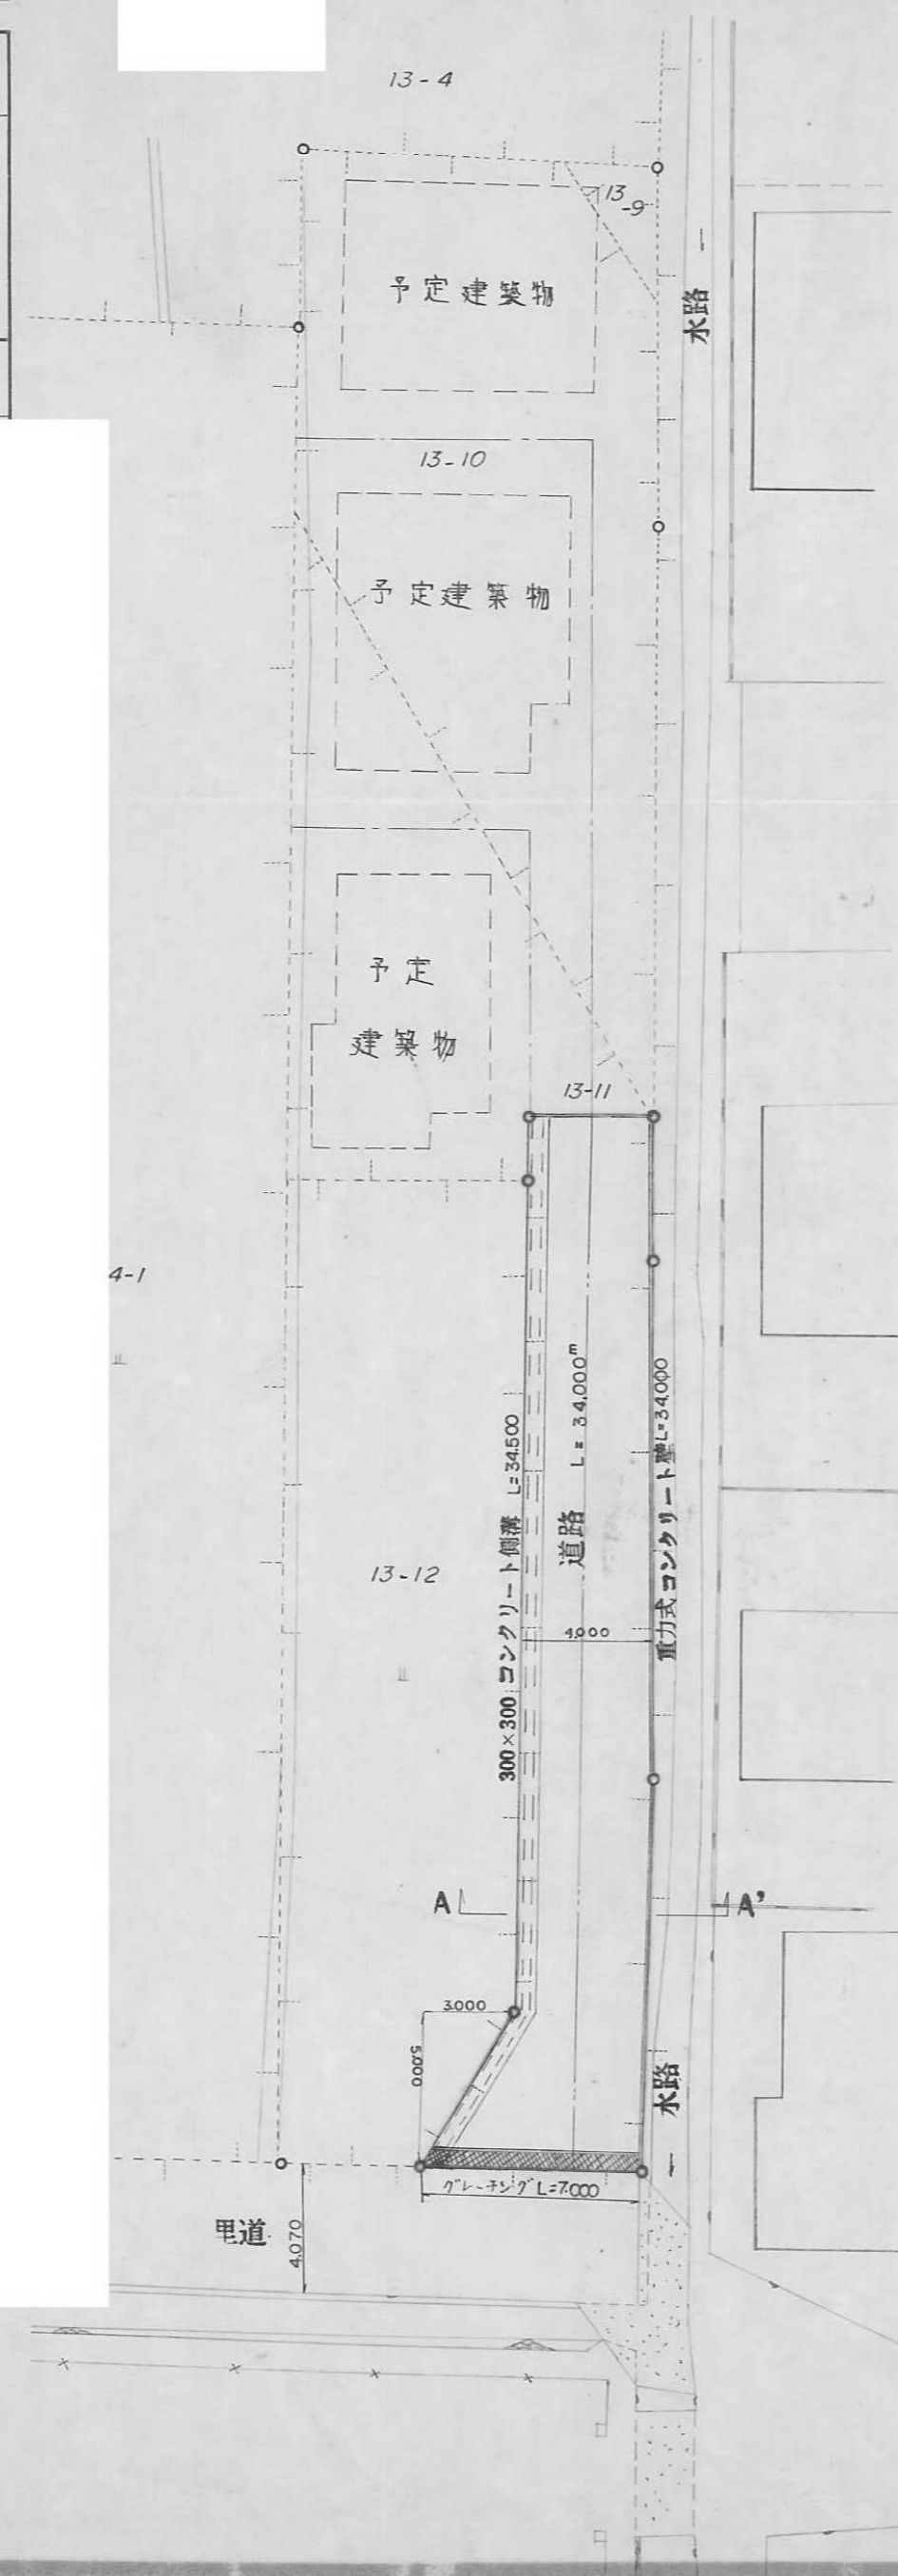 13-4
13
-9
予定建築物
水路
13-10
予定建築物
予定
建築物
13-11
4-1
道路 L=34.000m
300×300 コンクリート側溝 L=34.500
重力式コンクリート擁壁L=34.000
13-12
4.000
A
A'
3.000
5.000
水路
グレーチング L=7.000
里道
4.070